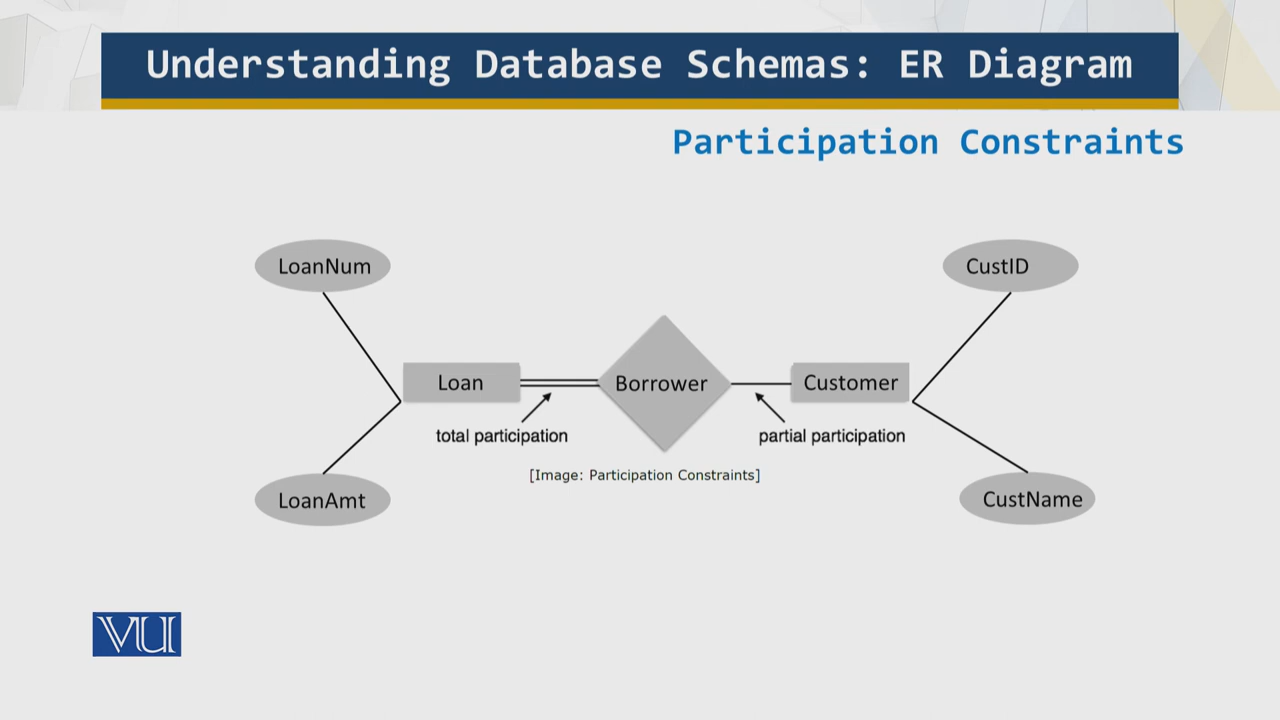 Understanding Database Schemas: ER Diagram
Participation Constraints
LoanNum
CustID
Loan
Borrower
Customer
total participation
partial participation
[Image: Participation Constraints]
LoanAmt
CustName
VU